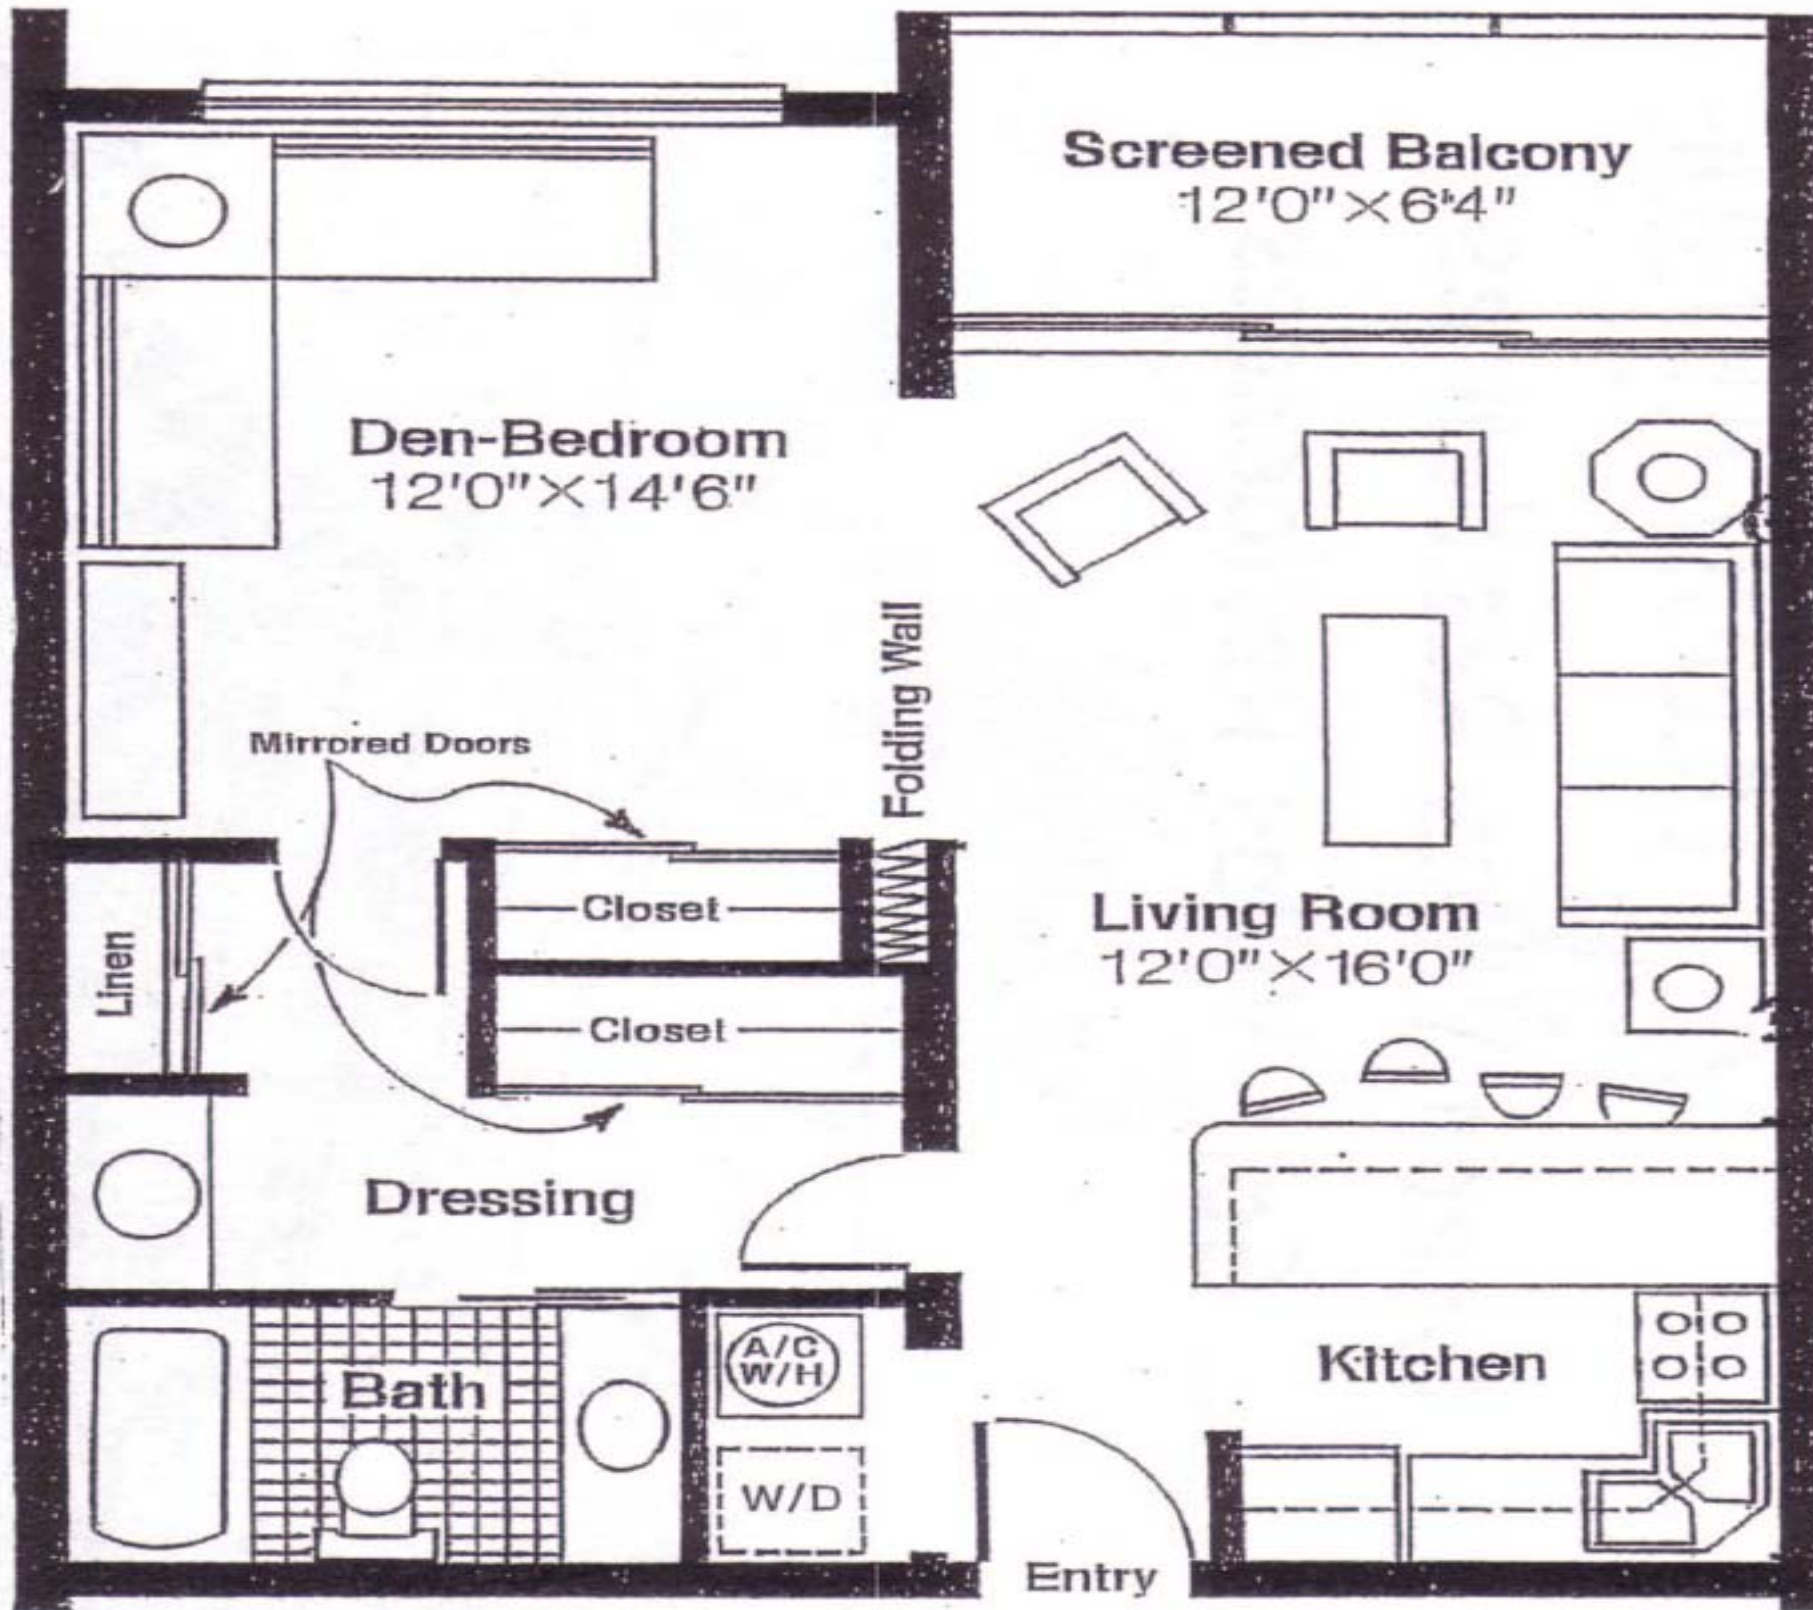 Screened Balcony
12'0"×6'4"
Den-Bedroom
12'0"×14'6"
Folding Wall
Mirrored Doors
Closet
Linen
Living Room
12'0"×16'0"
Closet
Dressing
A/C
W/H
Kitchen
Bath
W/D
Entry